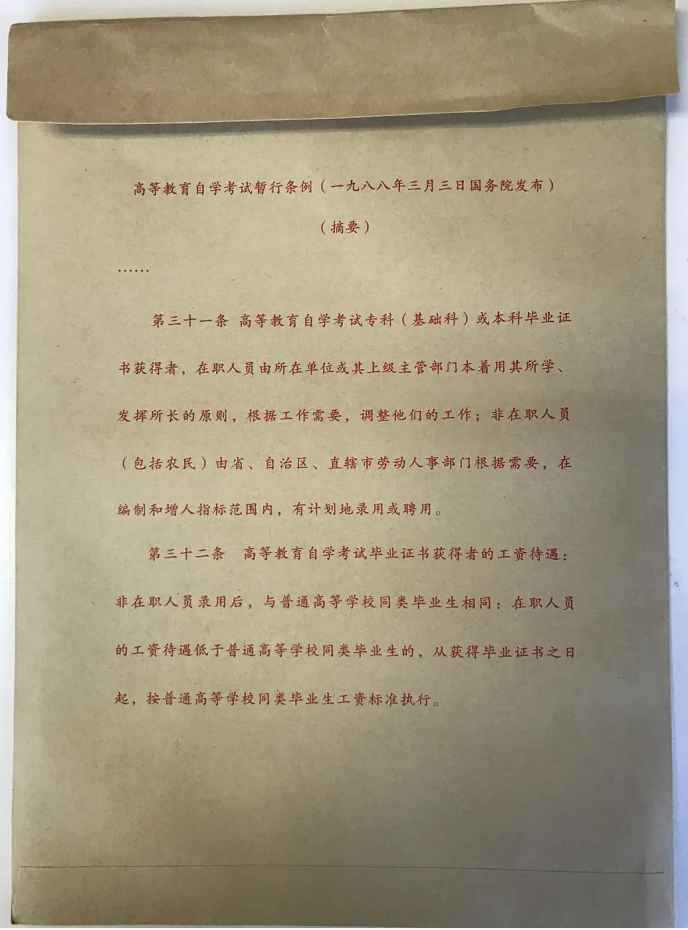 高等教育自学考试暂行条例（一九八八年三月三日国务院发布）
（摘要）
……
第三十一条 高等教育自学考试专科（基础科）或本科毕业证
书获得者，在职人员由所在单位或其上级主管部门本着用其所学、
发挥所长的原则，根据工作需要，调整他们的工作；非在职人员
（包括农民）由省、自治区、直辖市劳动人事部门根据需要，在
编制和增人指标范围内，有计划地录用或聘用。
第三十二条 高等教育自学考试毕业证书获得者的工资待遇：
非在职人员录用后，与普通高等学校同类毕业生相同；在职人员
的工资待遇低于普通高等学校同类毕业生的，从获得毕业证书之日
起，按普通高等学校同类毕业生工资标准执行。